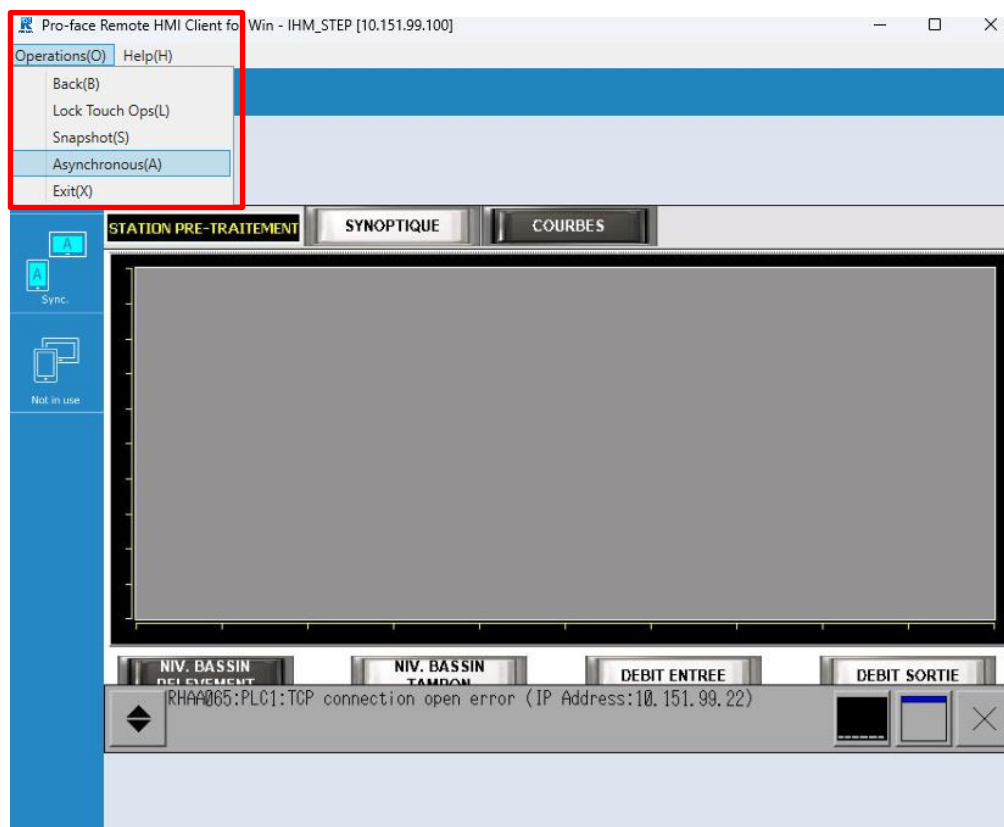 Pro-face Remote HMI Client for Win - IHM_STEP [10.151.99.100]
Operations(O) Help(H)
Back(B)
Lock Touch Ops(L)
Snapshot(S)
Asynchronous(A)
Exit(X)
STATION PRE-TRAITEMENT SYNOPTIQUE COURBES
A
A
Sync.
Not in use
NIV. BASSIN NIV. BASSIN DEBIT ENTREE DEBIT SORTIE
RELEVEMENT TAMPON
RHAA065:PLC1:TCP connection open error (IP Address:10.151.99.22)